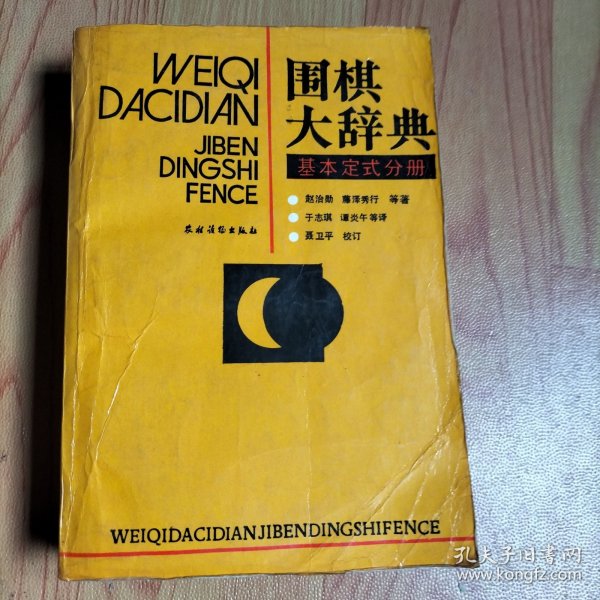 WEIQI
DACIDIAN
JIBEN
DINGSHI
FENCE
农村读物出版社
围棋
大辞典
基本定式分册
赵治勋 藤泽秀行 等著
于志琪 谭炎午等译
聂卫平 校订
WEIQIDACIDIANJIBENDINGSHIFENCE
孔夫子旧书网
www.kongfz.com